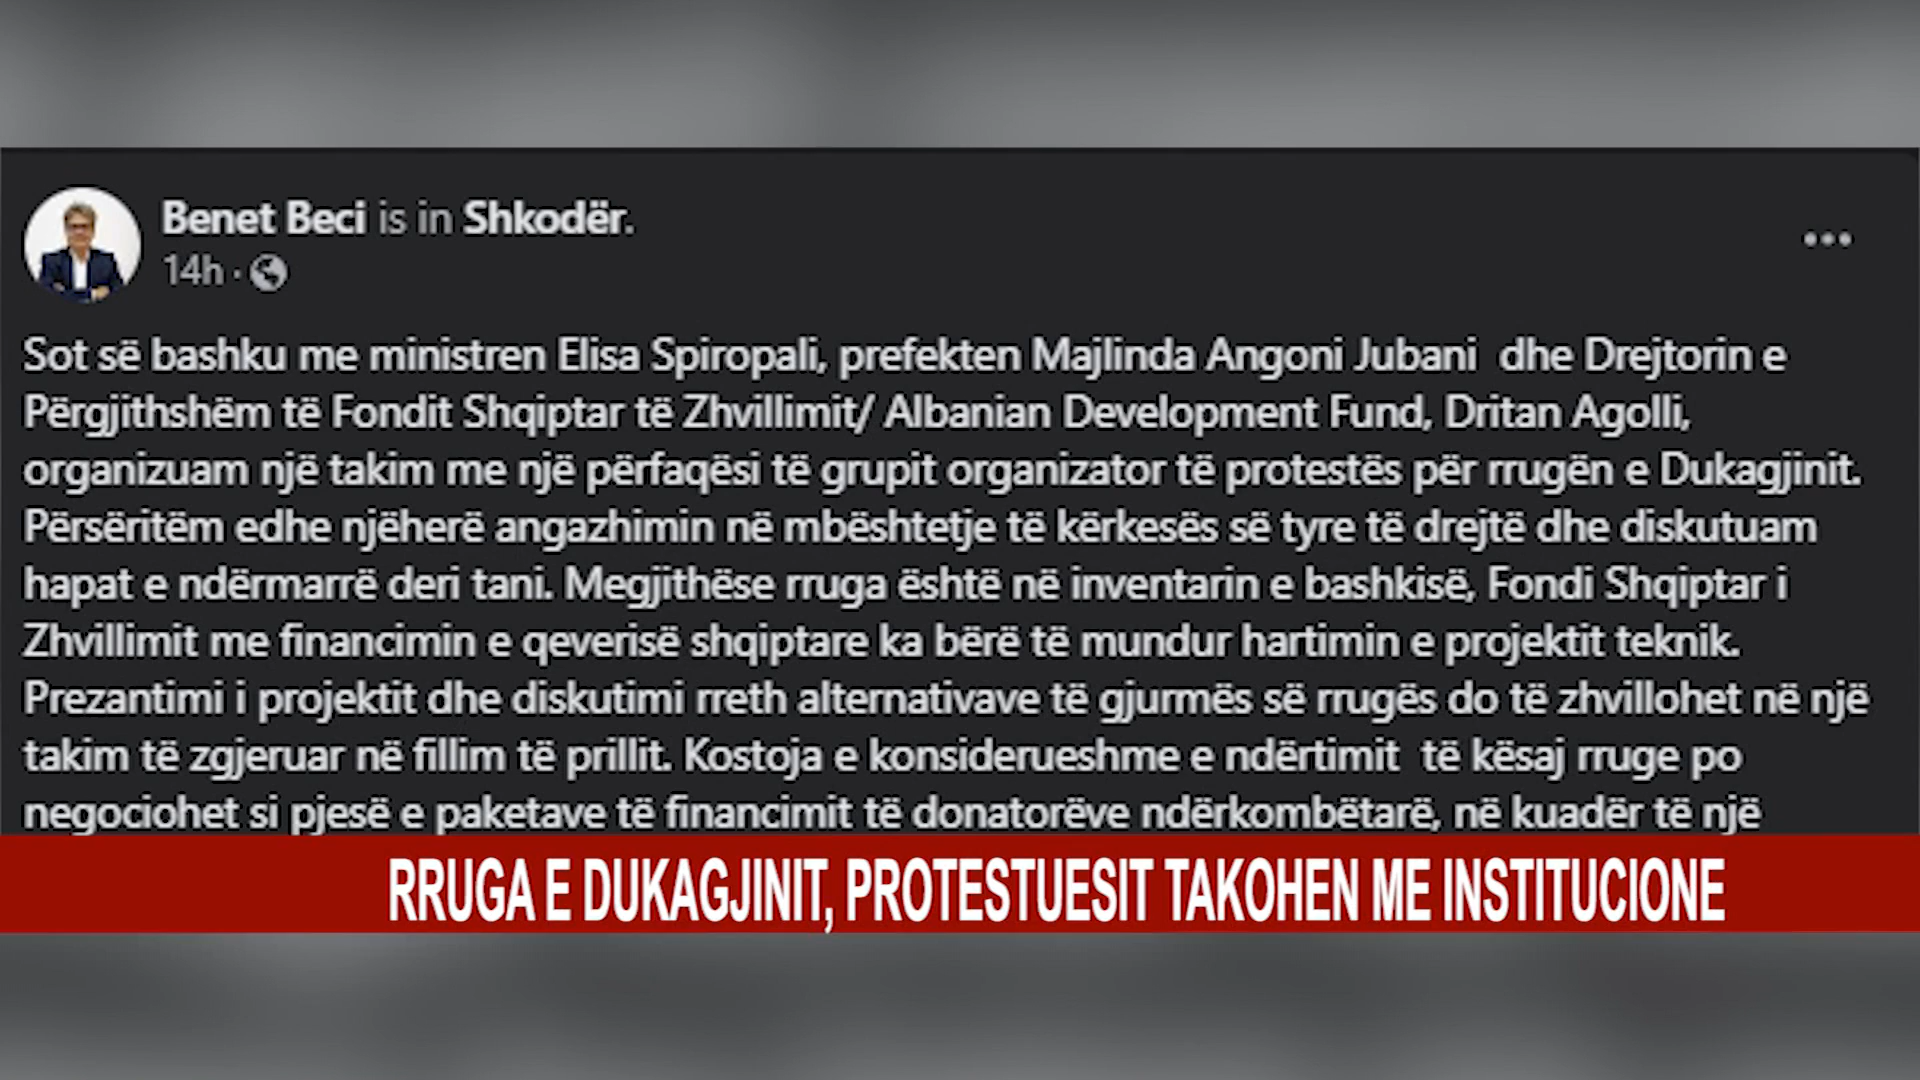 Benet Beci is in Shkodër.
14h ·
Sot së bashku me ministren Elisa Spiropali, prefekten Majlinda Angoni Jubani dhe Drejtorin e
Përgjithshëm të Fondit Shqiptar të Zhvillimit/ Albanian Development Fund, Dritan Agolli,
organizuam një takim me një përfaqësi të grupit organizator të protestës për rrugën e Dukagjinit.
Përsëritëm edhe njëherë angazhimin në mbështetje të kërkesës së tyre të drejtë dhe diskutuam
hapat e ndërmarrë deri tani. Megjithëse rruga është në inventarin e bashkisë, Fondi Shqiptar i
Zhvillimit me financimin e qeverisë shqiptare ka bërë të mundur hartimin e projektit teknik.
Prezantimi i projektit dhe diskutimi rreth alternativave të gjurmës së rrugës do të zhvillohet në një
takim të zgjeruar në fillim të prillit. Kostoja e konsiderueshme e ndërtimit të kësaj rruge po
negociohet si pjesë e paketave të financimit të donatorëve ndërkombëtarë, në kuadër të një
RRUGA E DUKAGJINIT, PROTESTUESIT TAKOHEN ME INSTITUCIONE